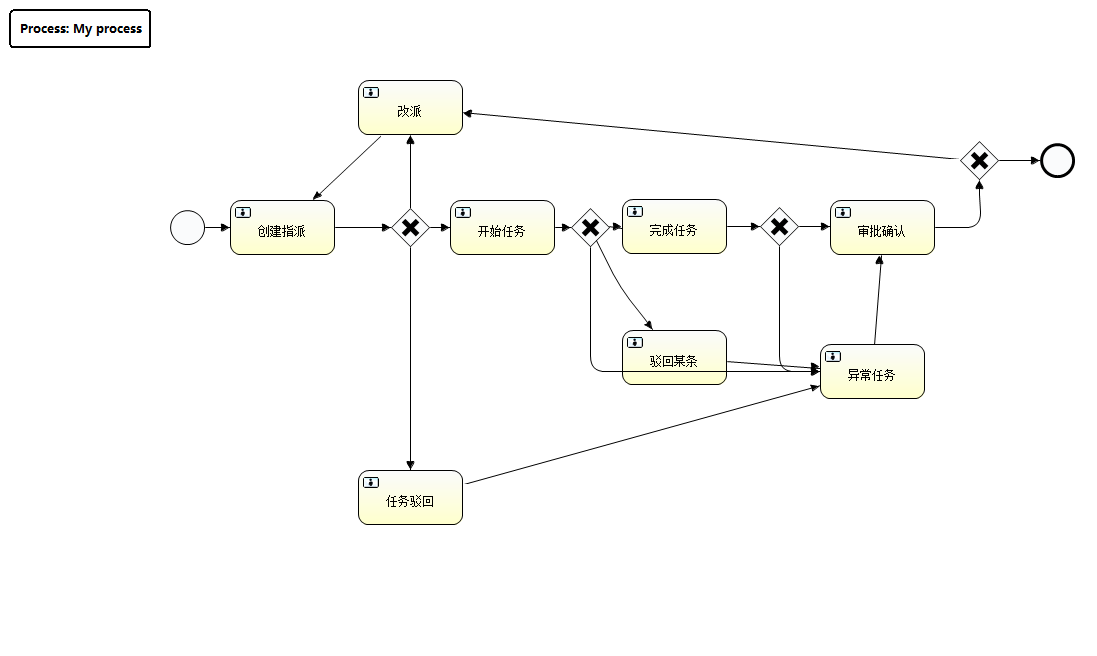 Process: My process
改派
创建指派
开始任务
完成任务
审批确认
驳回某条
异常任务
任务驳回